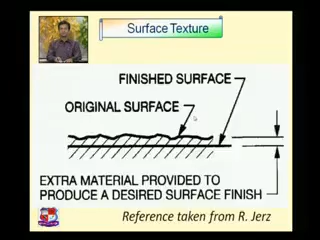 Surface Texture
FINISHED SURFACE
ORIGINAL SURFACE
EXTRA MATERIAL PROVIDED TO
PRODUCE A DESIRED SURFACE FINISH
Reference taken from R. Jerz